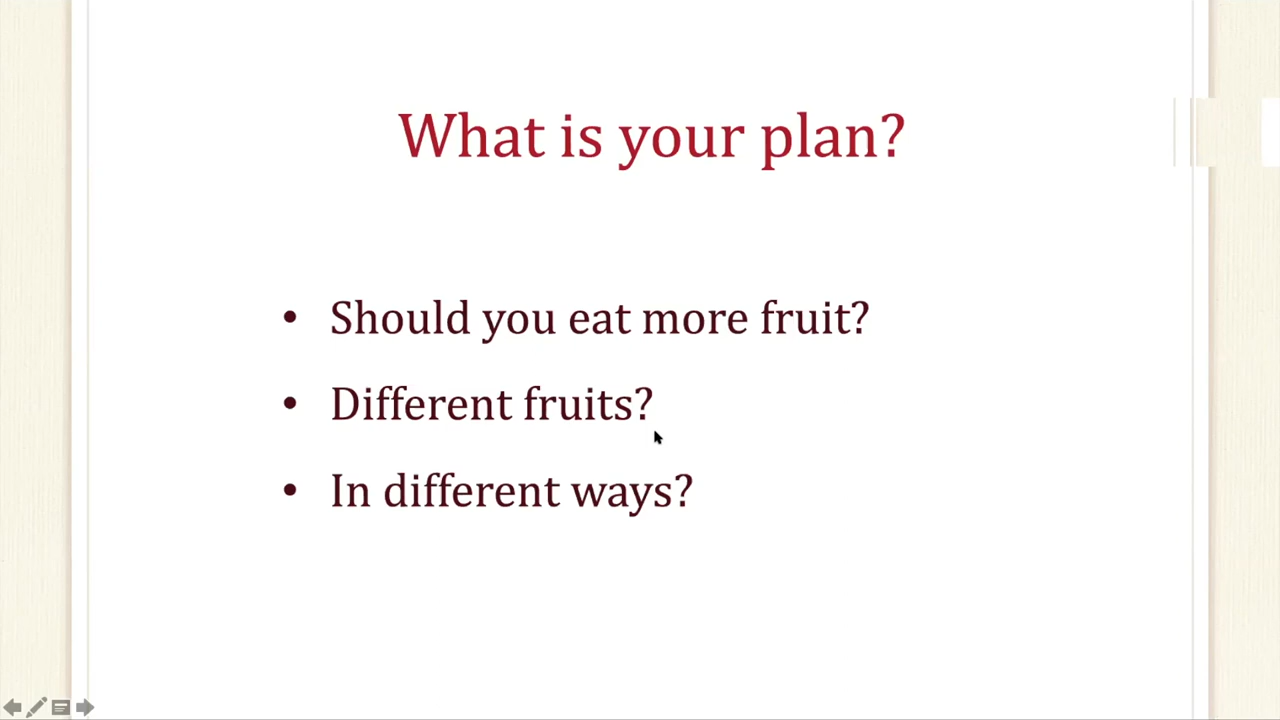 What is your plan?
• Should you eat more fruit?
• Different fruits?
• In different ways?